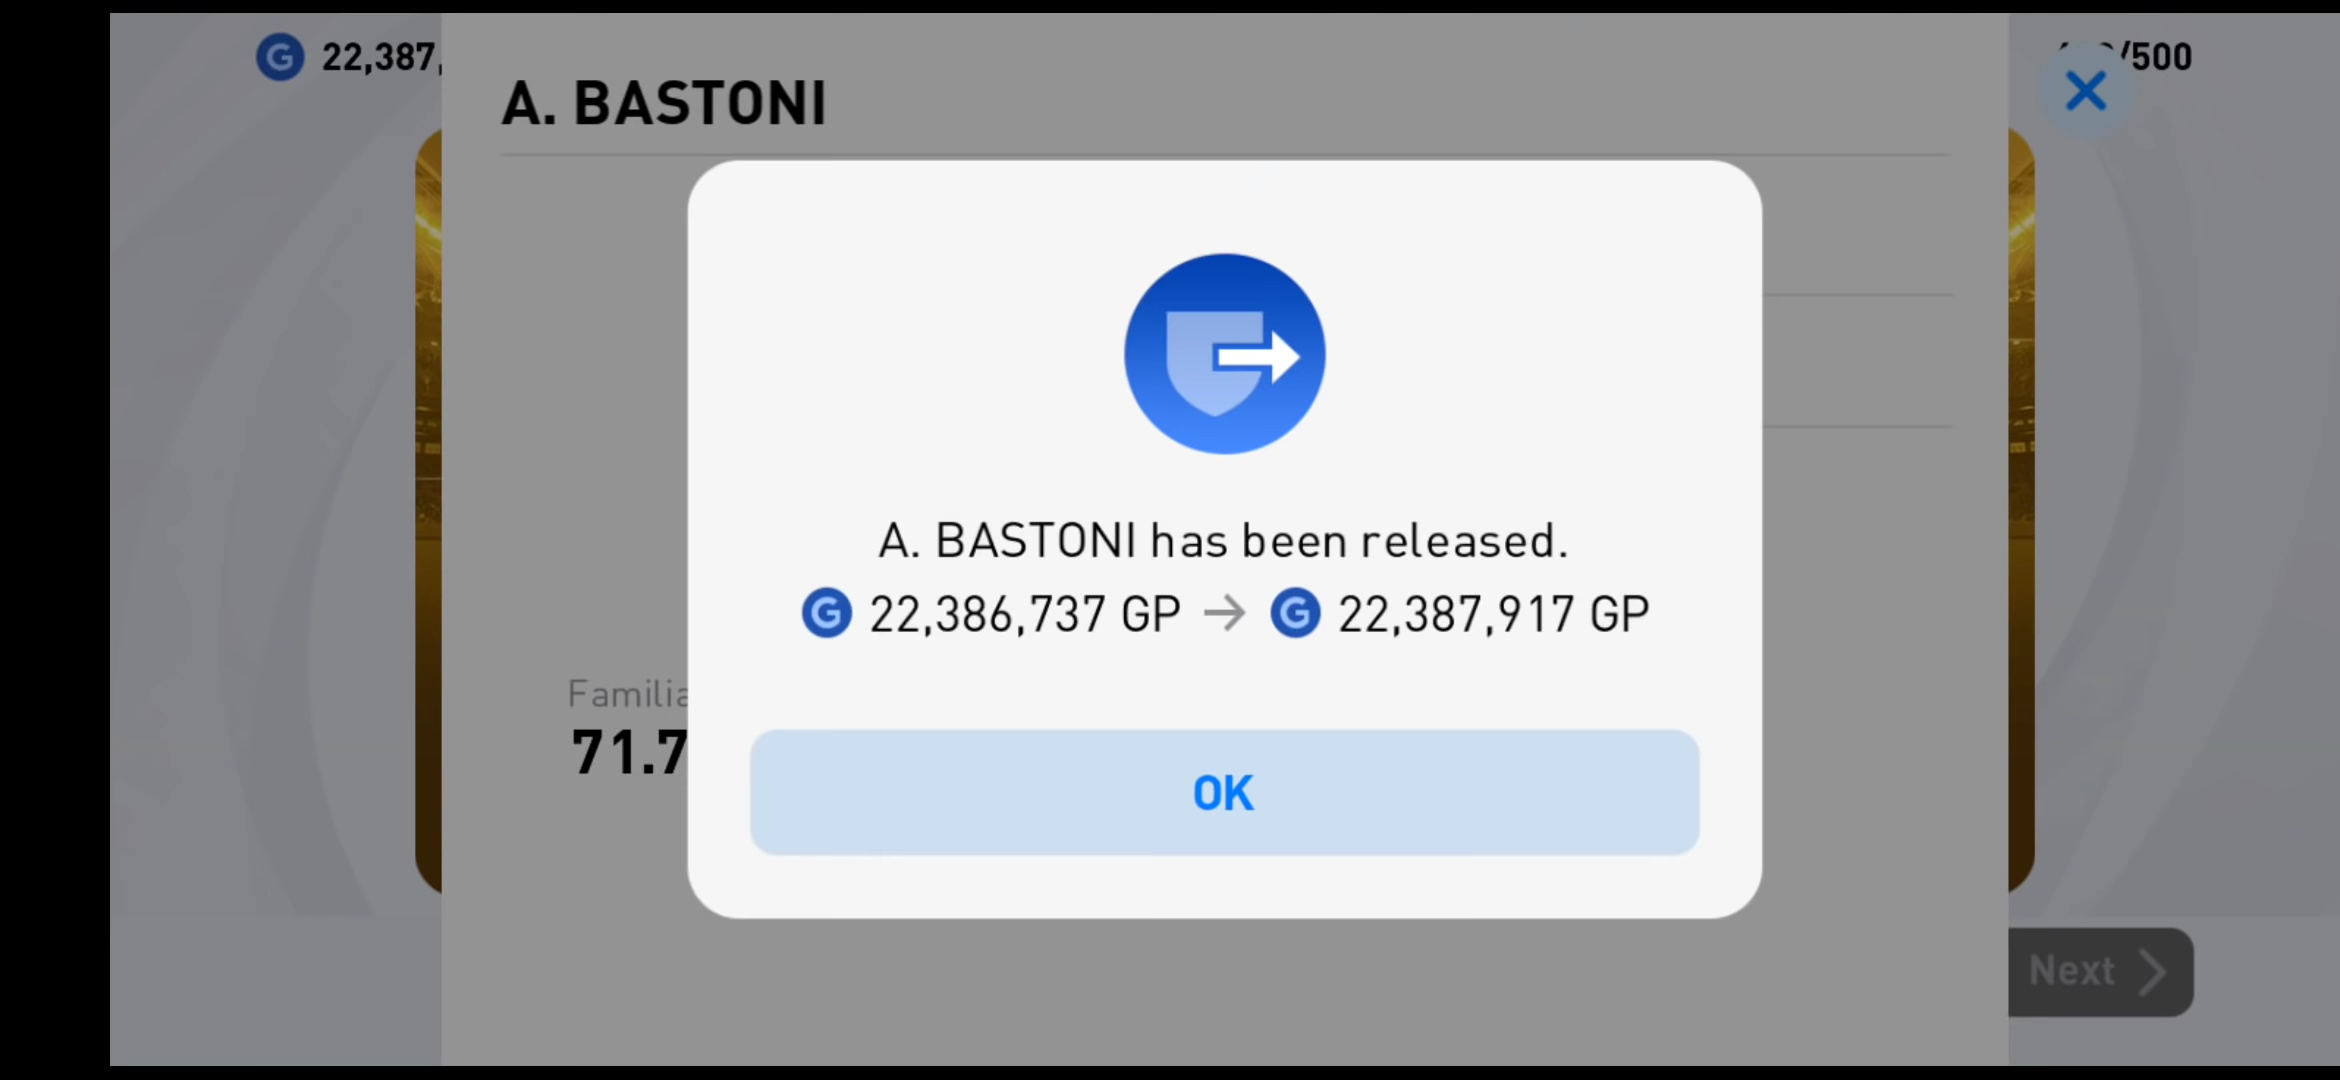 22,387,
/500
A. BASTONI
A. BASTONI has been released.
G 22,386,737 GP → G 22,387,917 GP
Familia
71.7
OK
Next